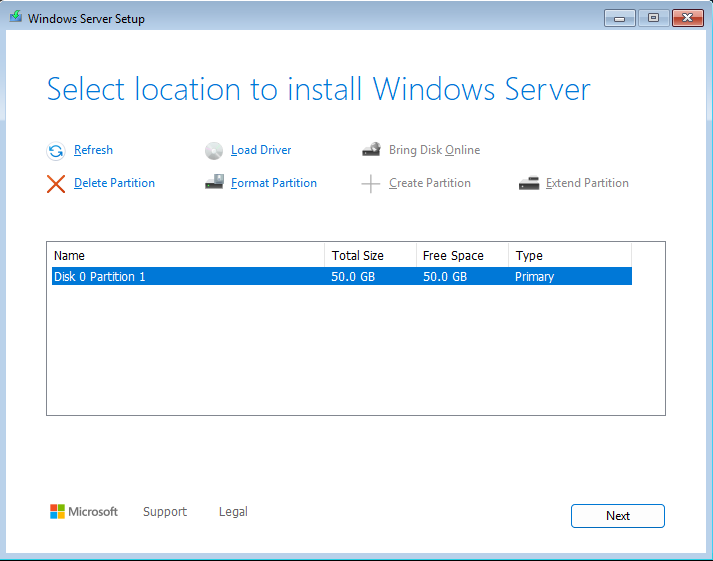 Windows Server Setup
Select location to install Windows Server
Refresh Load Driver Bring Disk Online
Delete Partition Format Partition Create Partition Extend Partition
Name Total Size Free Space Type
Disk 0 Partition 1 50.0 GB 50.0 GB Primary
Microsoft Support Legal Next